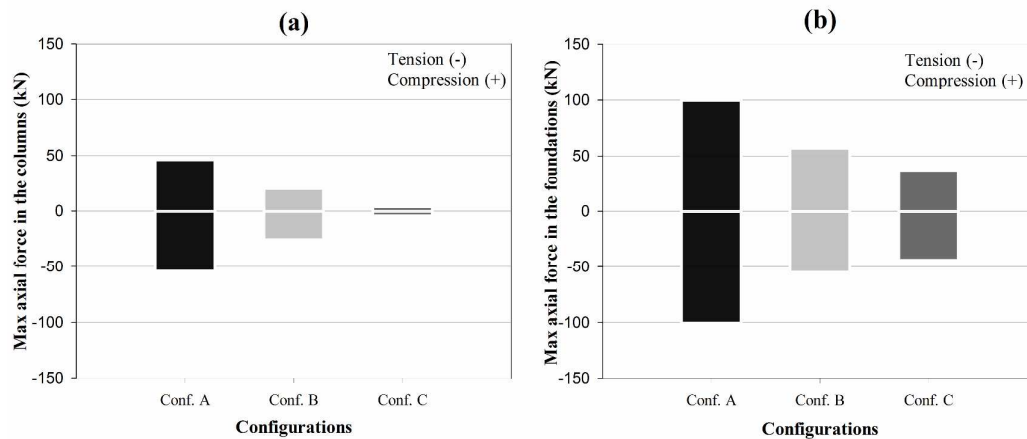 (a)
Max axial force in the columns (kN)
150
100
50
0
-50
-100
-150
Tension (-)
Compression (+)
Conf. A Conf. B Conf. C
Configurations
(b)
Max axial force in the foundations (kN)
150
100
50
0
-50
-100
-150
Tension (-)
Compression (+)
Conf. A Conf. B Conf. C
Configurations